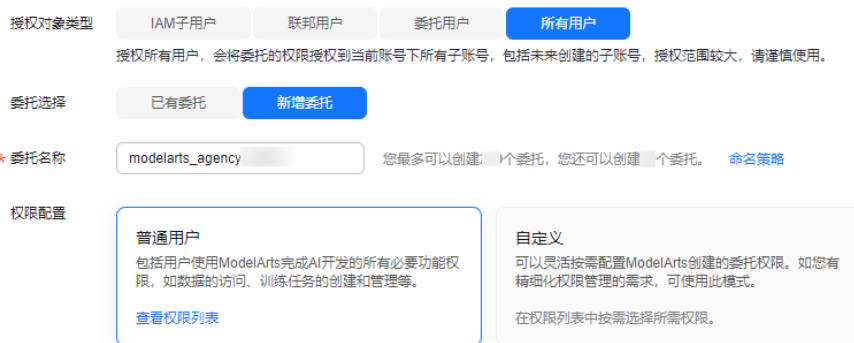 授权对象类型 IAM子用户 联邦用户 委托用户 所有用户
授权所有用户，会将委托的权限授权到当前账号下所有子账号，包括未来创建的子账号，授权范围较大，请谨慎使用。
委托选择 已有委托 新增委托
* 委托名称 modelarts_agency 您最多可以创建 个委托，您还可以创建 个委托。 命名策略
权限配置
普通用户
包括用户使用ModelArts完成AI开发的所有必要功能权
限，如数据的访问、训练任务的创建和管理等。
查看权限列表
自定义
可以灵活按需配置ModelArts创建的委托权限。如您有
精细化权限管理的需求，可使用此模式。
在权限列表中按需选择所需权限。